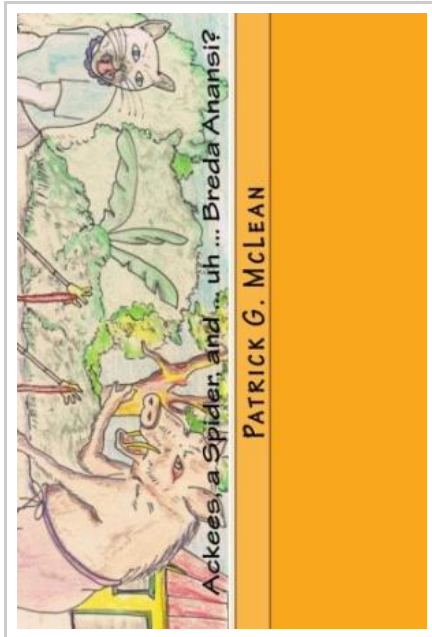 Ackees, a Spider, and ... uh ... Breda Anansi?
PATRICK G. MCLEAN